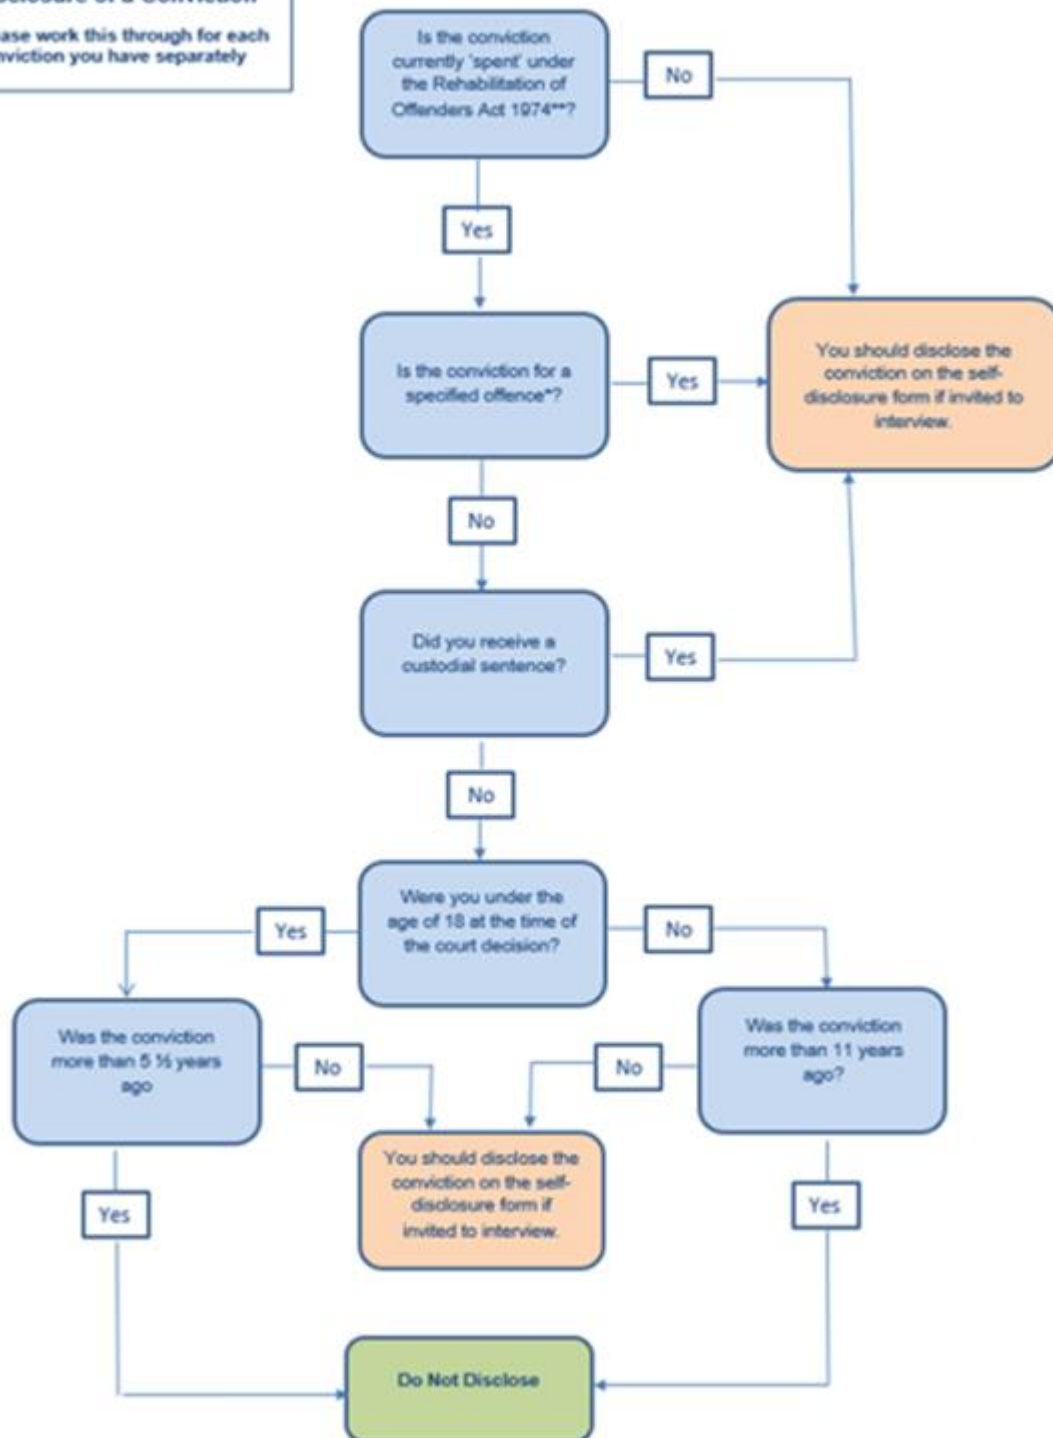 closure of a Conviction
ase work this through for each
nviction you have separately
Is the conviction
currently 'spent' under
the Rehabilitation of
Offenders Act 1974**?
No
Yes
Is the conviction for a
specified offence*?
Yes
You should disclose the
conviction on the self-
disclosure form if invited to
interview.
No
Did you receive a
custodial sentence?
Yes
No
Were you under the
age of 18 at the time of
the court decision?
Yes
No
Was the conviction
more than 5 ½ years
ago
No
Was the conviction
more than 11 years
ago?
No
You should disclose the
conviction on the self-
disclosure form if
invited to interview.
Yes
Yes
Do Not Disclose